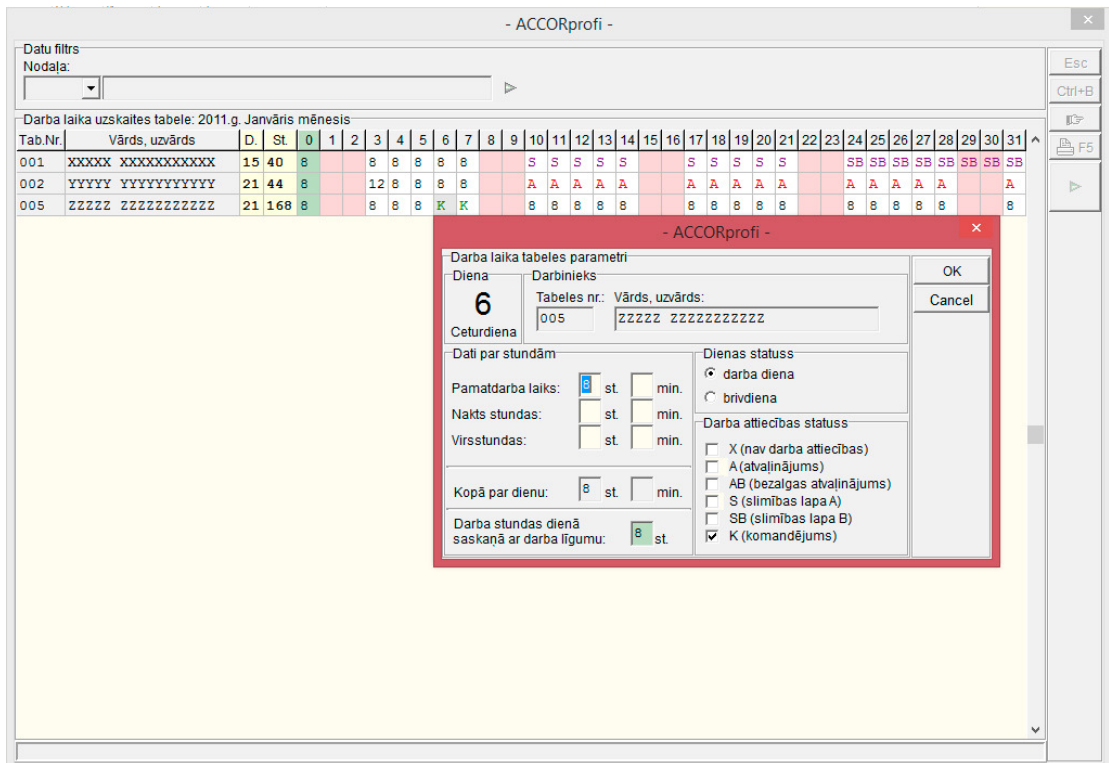 - ACCORprofi -
Datu filtrs
Nodaļa:
Esc
Ctrl+B
F5
Darba laika uzskaites tabele: 2011.g. Janvāris mēnesis
Tab.Nr. Vārds, uzvārds D. St. 0 1 2 3 4 5 6 7 8 9 10 11 12 13 14 15 16 17 18 19 20 21 22 23 24 25 26 27 28 29 30 31
001 XXXXX XXXXXXXXXXX 15 40 8 8 8 8 8 8 S S S S S S S S S S SB SB SB SB SB SB SB SB
002 YYYYY YYYYYYYYYYY 21 44 8 12 8 8 8 8 A A A A A A A A A A A A A A A A
005 ZZZZZ ZZZZZZZZZZZ 21 168 8 8 8 8 K K 8 8 8 8 8 8 8 8 8 8 8 8 8 8 8 8
- ACCORprofi -
Darba laika tabeles parametri
Diena
6
Ceturdiena
Darbinieks
Tabeles nr.: Vārds, uzvārds:
005 ZZZZZ ZZZZZZZZZZZ
OK
Cancel
Dati par stundām
Pamatdarba laiks: 8 st. min.
Nakts stundas: st. min.
Virsstundas: st. min.
Kopā par dienu: 8 st. min.
Darba stundas dienā
saskaņā ar darba līgumu: 8 st.
Dienas statuss
darba diena
brivdiena
Darba attiecības statuss
X (nav darba attiecības)
A (atvaļinājums)
AB (bezalgas atvaļinājums)
S (slimības lapa A)
SB (slimības lapa B)
K (komandējums)